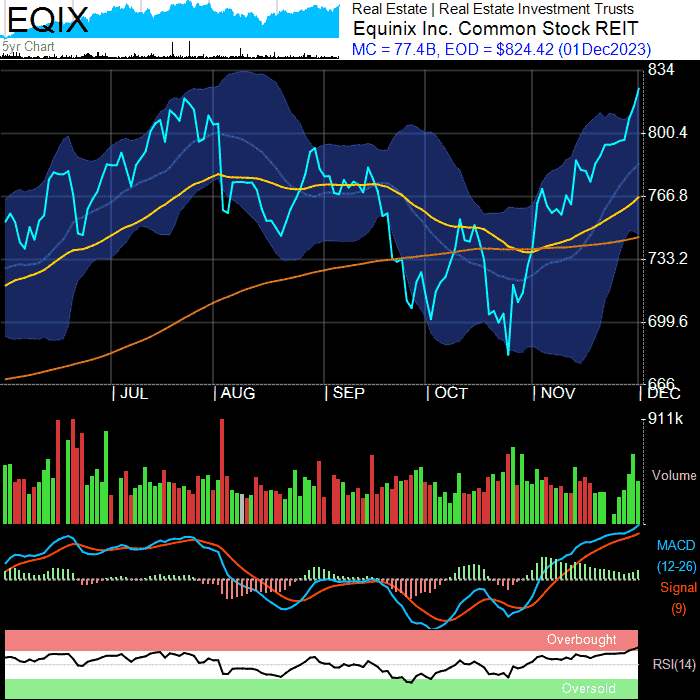 EQIX
5yr Chart
Real Estate | Real Estate Investment Trusts
Equinix Inc. Common Stock REIT
MC = 77.4B, EOD = $824.42 (01Dec2023)
834
800.4
766.8
733.2
699.6
666
| JUL | AUG | SEP | OCT | NOV | DEC
911k
Volume
MACD
(12-26)
Signal
(9)
Overbought
RSI(14)
Oversold